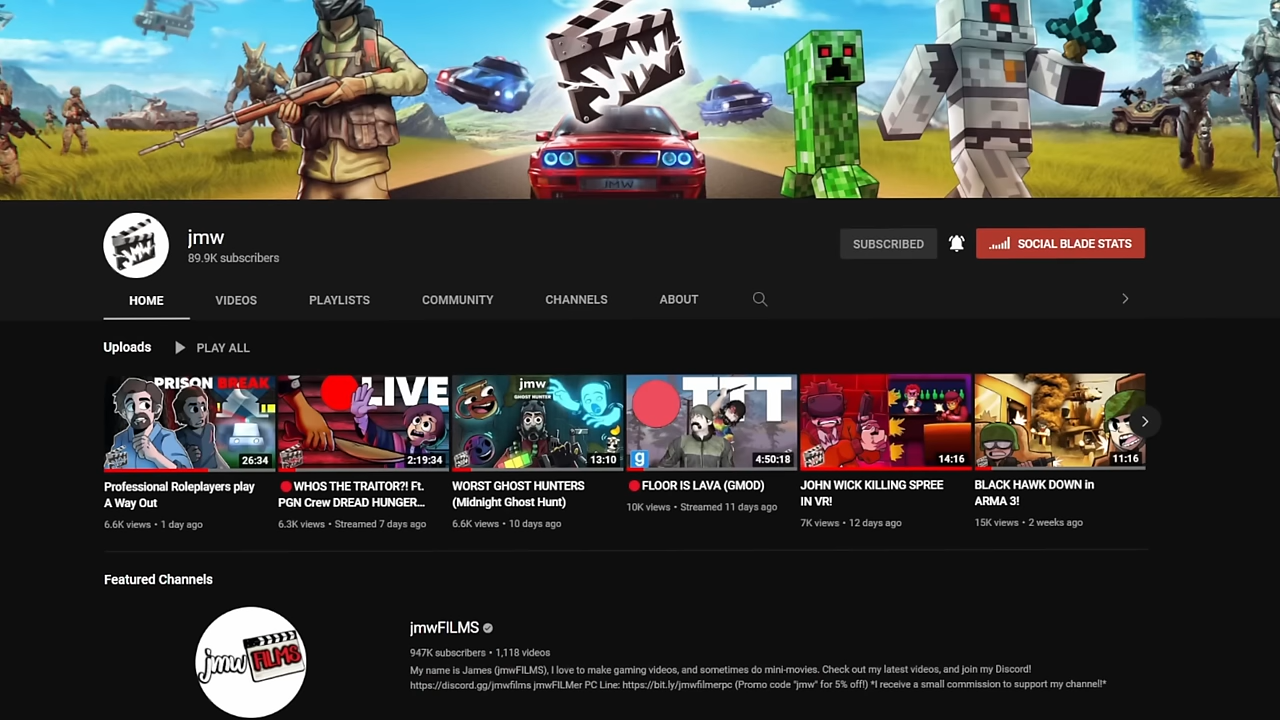 JMW
jmw
89.9K subscribers
SUBSCRIBED
SOCIAL BLADE STATS
HOME
VIDEOS
PLAYLISTS
COMMUNITY
CHANNELS
ABOUT
Uploads
PLAY ALL
PRISON BREAK
26:34
LIVE
2:19:34
jmw
GHOST HUNTER
13:10
TTT
g
4:50:18
14:16
11:16
Professional Roleplayers play
A Way Out
6.6K views • 1 day ago
WHOS THE TRAITOR?! Ft.
PGN Crew DREAD HUNGER...
6.3K views • Streamed 7 days ago
WORST GHOST HUNTERS
(Midnight Ghost Hunt)
6.6K views • 10 days ago
FLOOR IS LAVA (GMOD)
10K views • Streamed 11 days ago
JOHN WICK KILLING SPREE
IN VR!
7K views • 12 days ago
BLACK HAWK DOWN in
ARMA 3!
15K views • 2 weeks ago
Featured Channels
jmw FILMS
jmwFILMS
947K subscribers • 1,118 videos
My name is James (jmwFILMS), I love to make gaming videos, and sometimes do mini-movies. Check out my latest videos, and join my Discord!
https://discord.gg/jmwfilms jmwFILMer PC Line: https://bit.ly/jmwfilmerpc (Promo code "jmw" for 5% off!) *I receive a small commission to support my channel!*